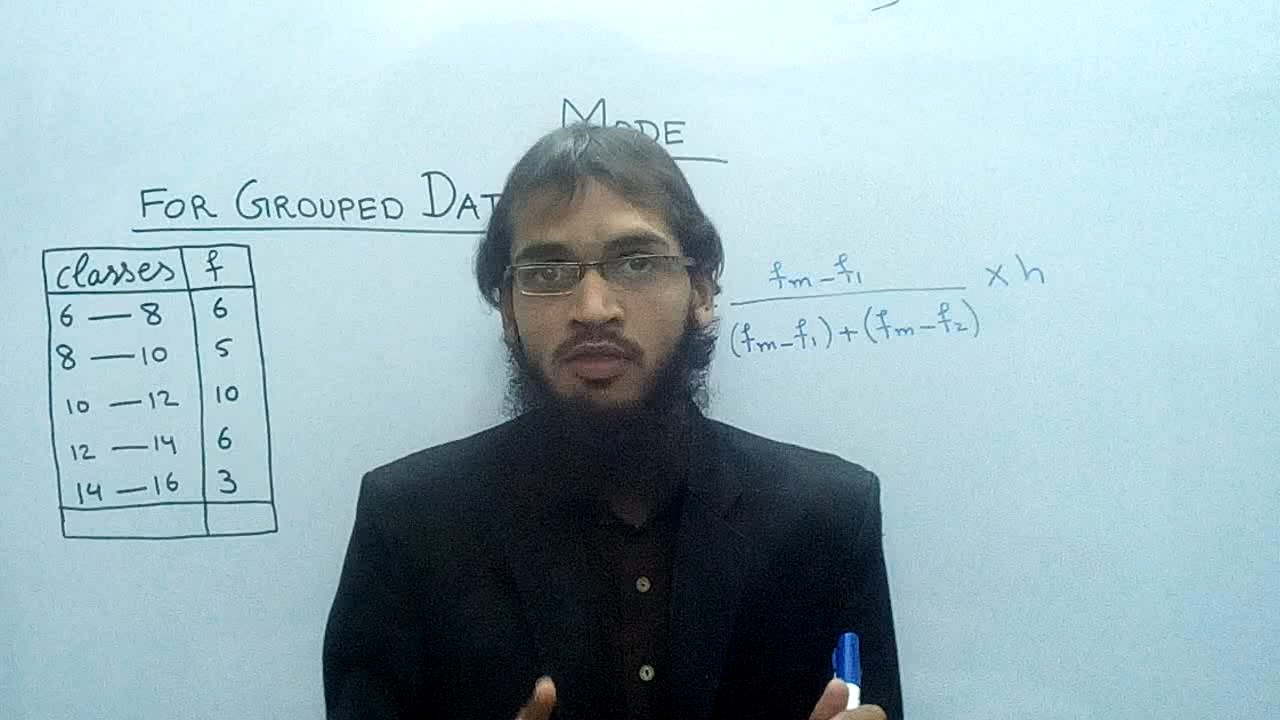 MODE
FOR GROUPED DAT
classes f
6 — 8 6
8 — 10 5
10 — 12 10
12 — 14 6
14 — 16 3
fm - f1
× h
(fm - f1) + (fm - f2)